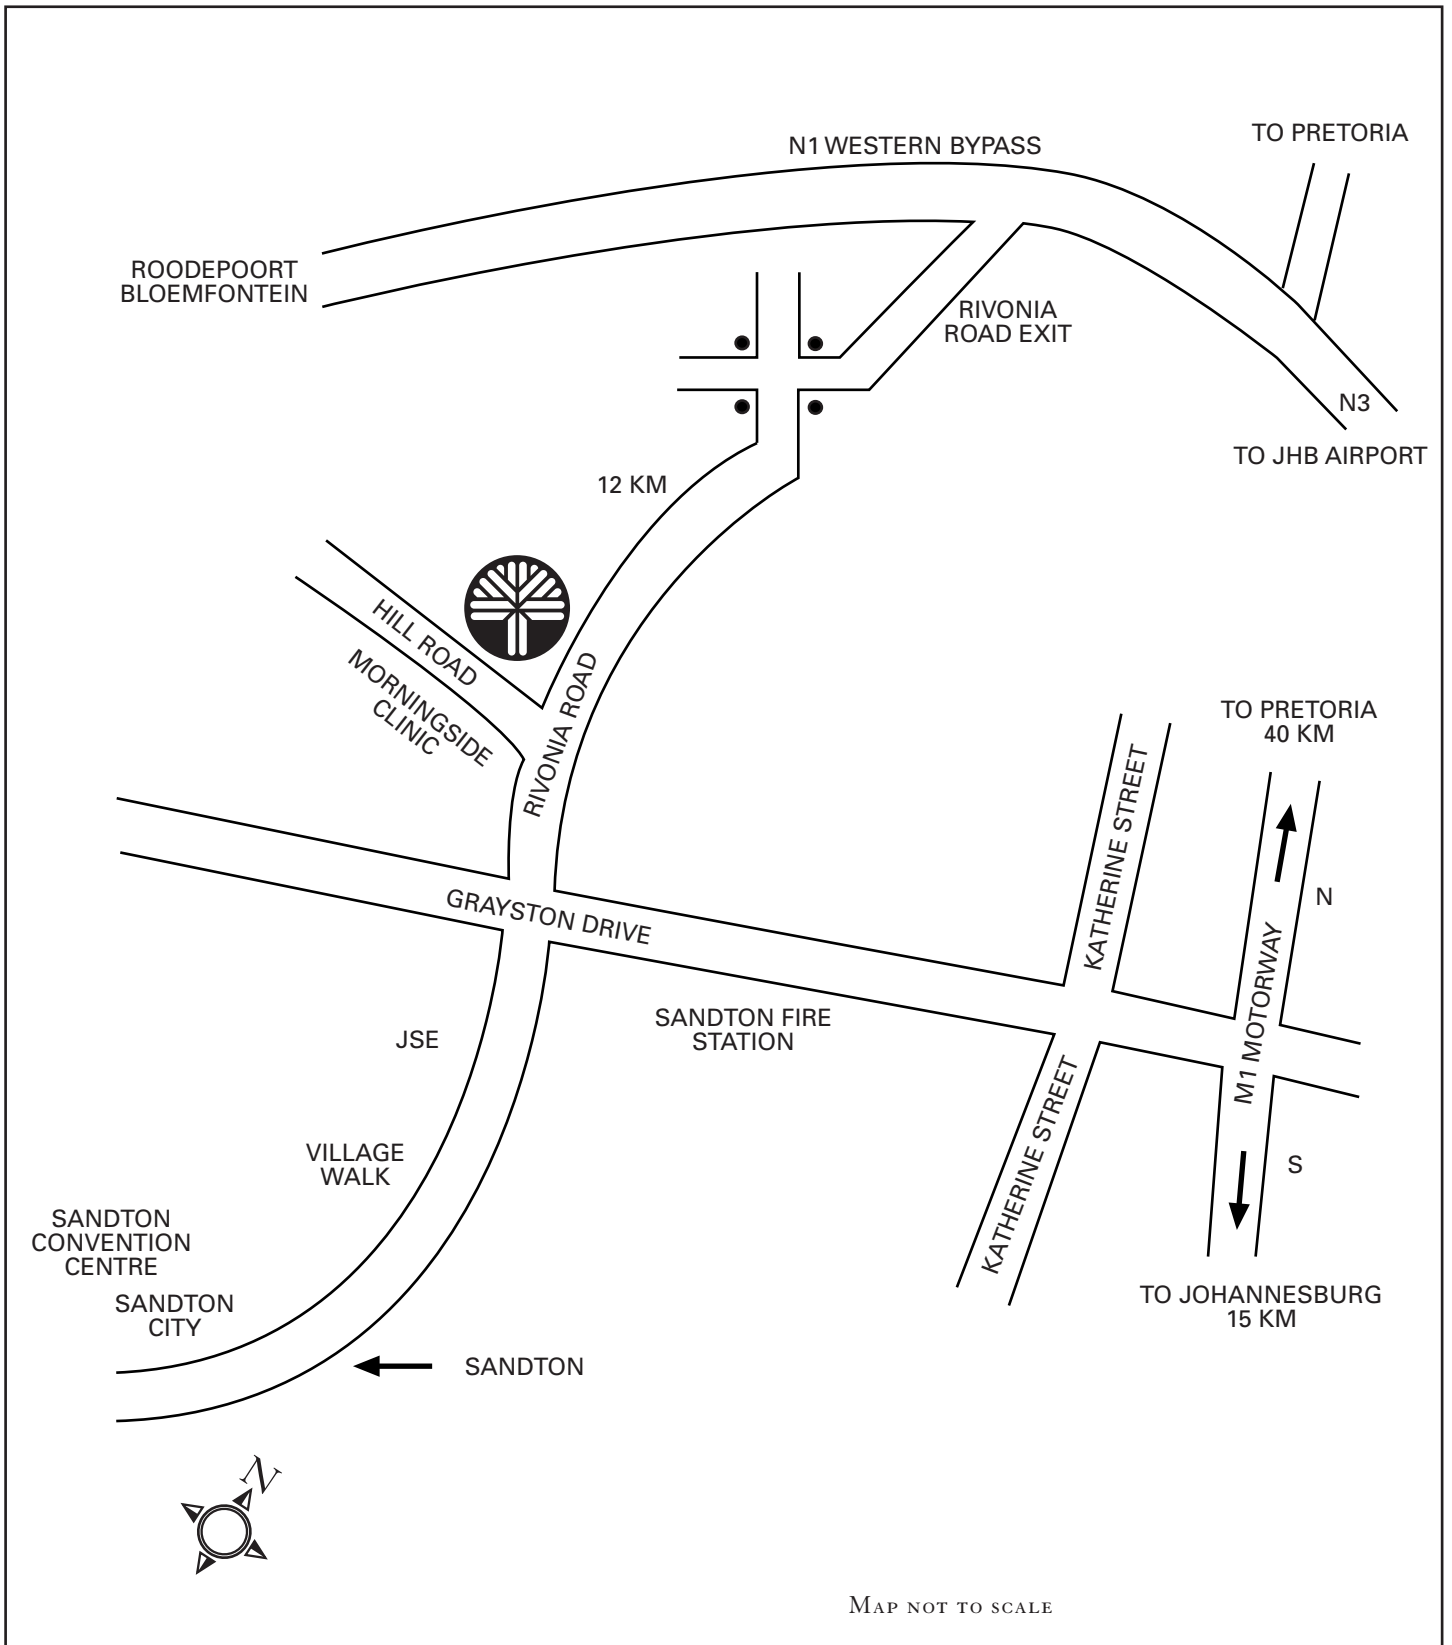 N1 WESTERN BYPASS
TO PRETORIA
ROODEPOORT
BLOEMFONTEIN
RIVONIA
ROAD EXIT
N3
TO JHB AIRPORT
12 KM
HILL ROAD
MORNINGSIDE
CLINIC
RIVONIA ROAD
TO PRETORIA
40 KM
KATHERINE STREET
N
GRAYSTON DRIVE
M1 MOTORWAY
SANDTON FIRE
STATION
JSE
KATHERINE STREET
VILLAGE
WALK
S
SANDTON
CONVENTION
CENTRE
SANDTON
CITY
TO JOHANNESBURG
15 KM
SANDTON
N
MAP NOT TO SCALE